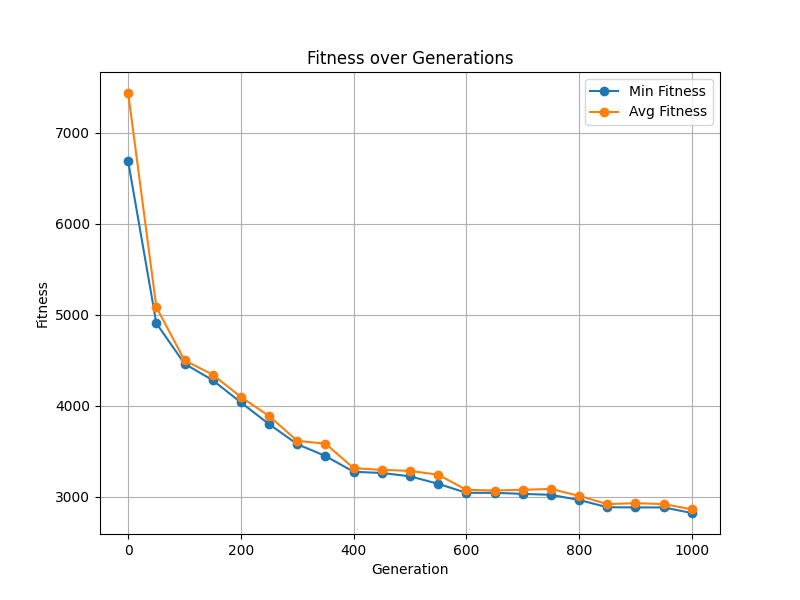 Fitness over Generations
Min Fitness
Avg Fitness
7000
6000
5000
4000
3000
Fitness
0 200 400 600 800 1000
Generation